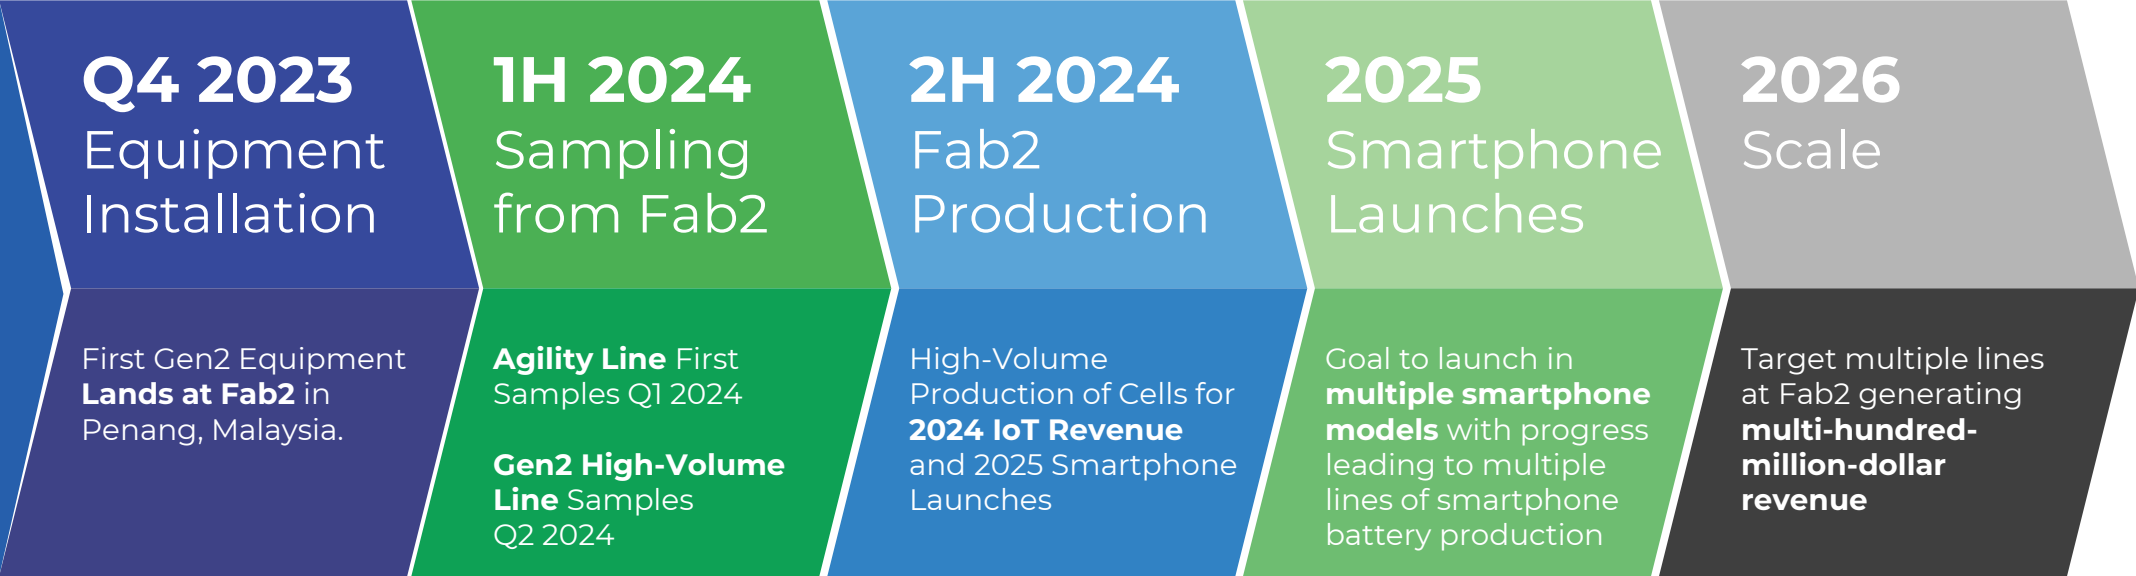 Q4 2023
Equipment
Installation
First Gen2 Equipment
Lands at Fab2 in
Penang, Malaysia.
1H 2024
Sampling
from Fab2
Agility Line First
Samples Q1 2024
Gen2 High-Volume
Line Samples
Q2 2024
2H 2024
Fab2
Production
High-Volume
Production of Cells for
2024 IoT Revenue
and 2025 Smartphone
Launches
2025
Smartphone
Launches
Goal to launch in
multiple smartphone
models with progress
leading to multiple
lines of smartphone
battery production
2026
Scale
Target multiple lines
at Fab2 generating
multi-hundred-
million-dollar
revenue